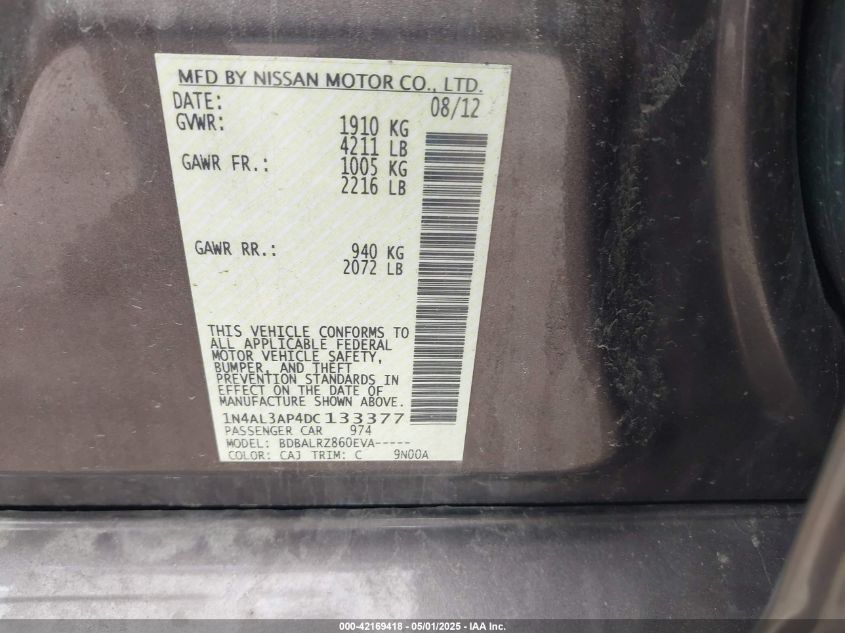 MFD BY NISSAN MOTOR CO., LTD.
DATE: 08/12
GVWR: 1910 KG
4211 LB
GAWR FR.: 1005 KG
2216 LB
GAWR RR.: 940 KG
2072 LB
THIS VEHICLE CONFORMS TO
ALL APPLICABLE FEDERAL
MOTOR VEHICLE SAFETY,
BUMPER, AND THEFT
PREVENTION STANDARDS IN
EFFECT ON THE DATE OF
MANUFACTURE SHOWN ABOVE.
1N4AL3AP4DC133377
PASSENGER CAR 974
MODEL: BDBALRZ860EVA-----
COLOR: CAJ TRIM: C 9N00A
000-42169418 - 05/01/2025 - IAA Inc.